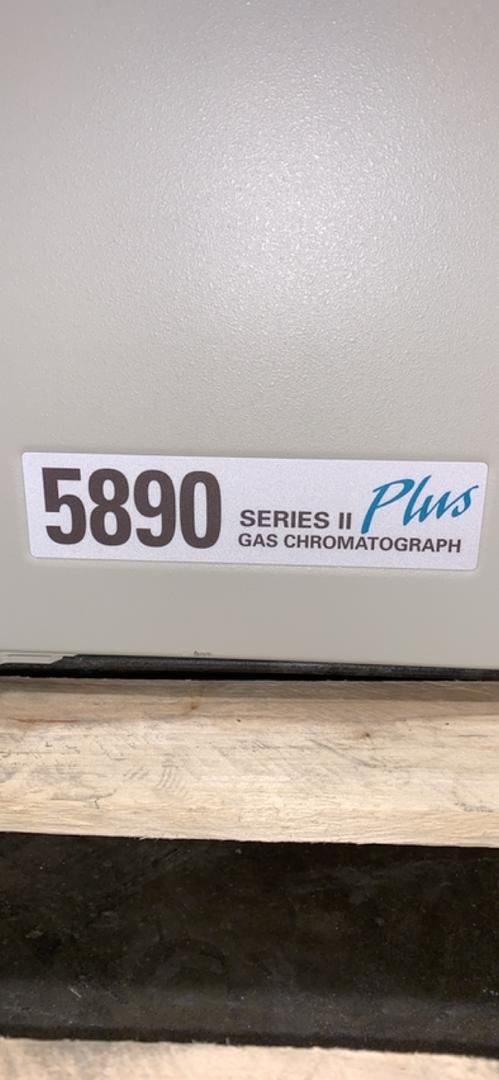 5890 SERIES II Plus
GAS CHROMATOGRAPH